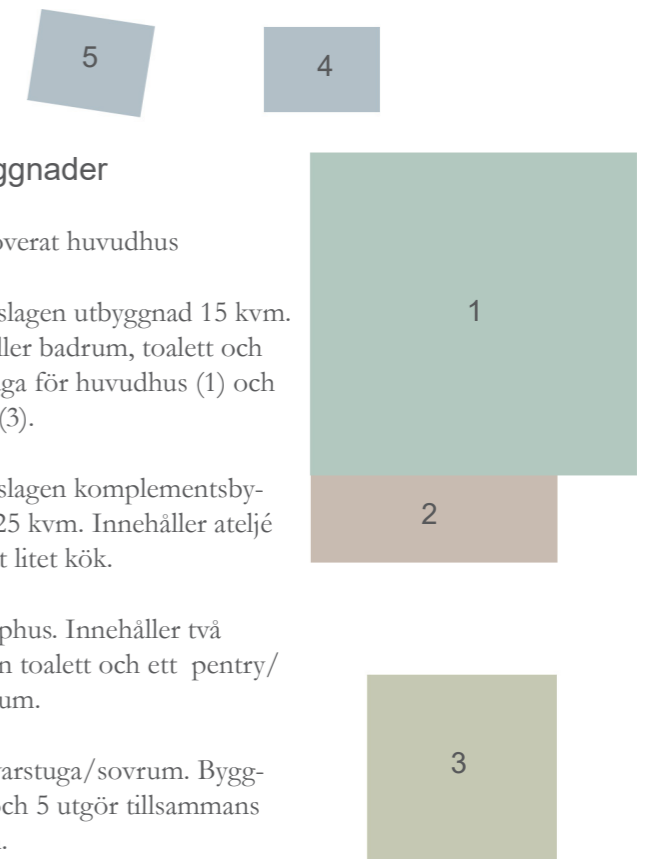 5
4
ggnader
overat huvudhus
slagen utbyggnad 15 kvm.
ller badrum, toalett och
ga för huvudhus (1) och
(3).
slagen komplementsby-
25 kvm. Innehåller ateljé
t litet kök.
phus. Innehåller två
n toalett och ett pentry/
um.
varstuga/sovrum. Bygg-
och 5 utgör tillsammans
1
2
3